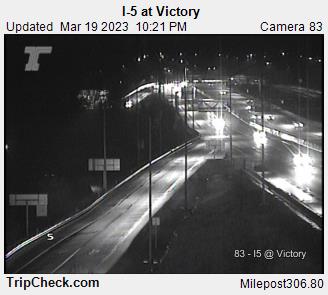 I-5 at Victory
Updated Mar 19 2023 10:21 PM Camera 83
T
S
83 - I5 @ Victory
TripCheck.com Milepost306.80